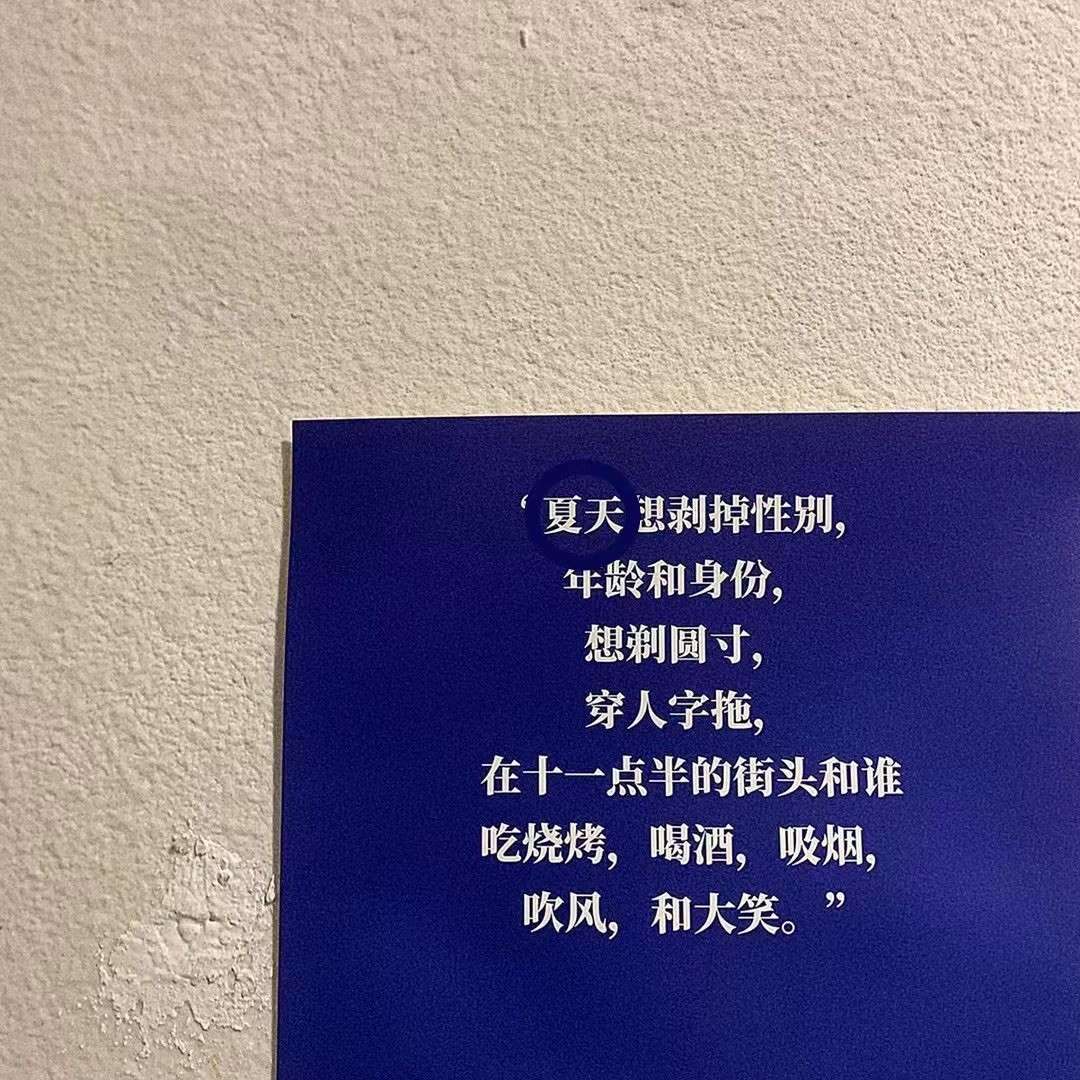 “夏天想剥掉性别，
年龄和身份，
想剃圆寸，
穿人字拖，
在十一点半的街头和谁
吃烧烤，喝酒，吸烟，
吹风，和大笑。”